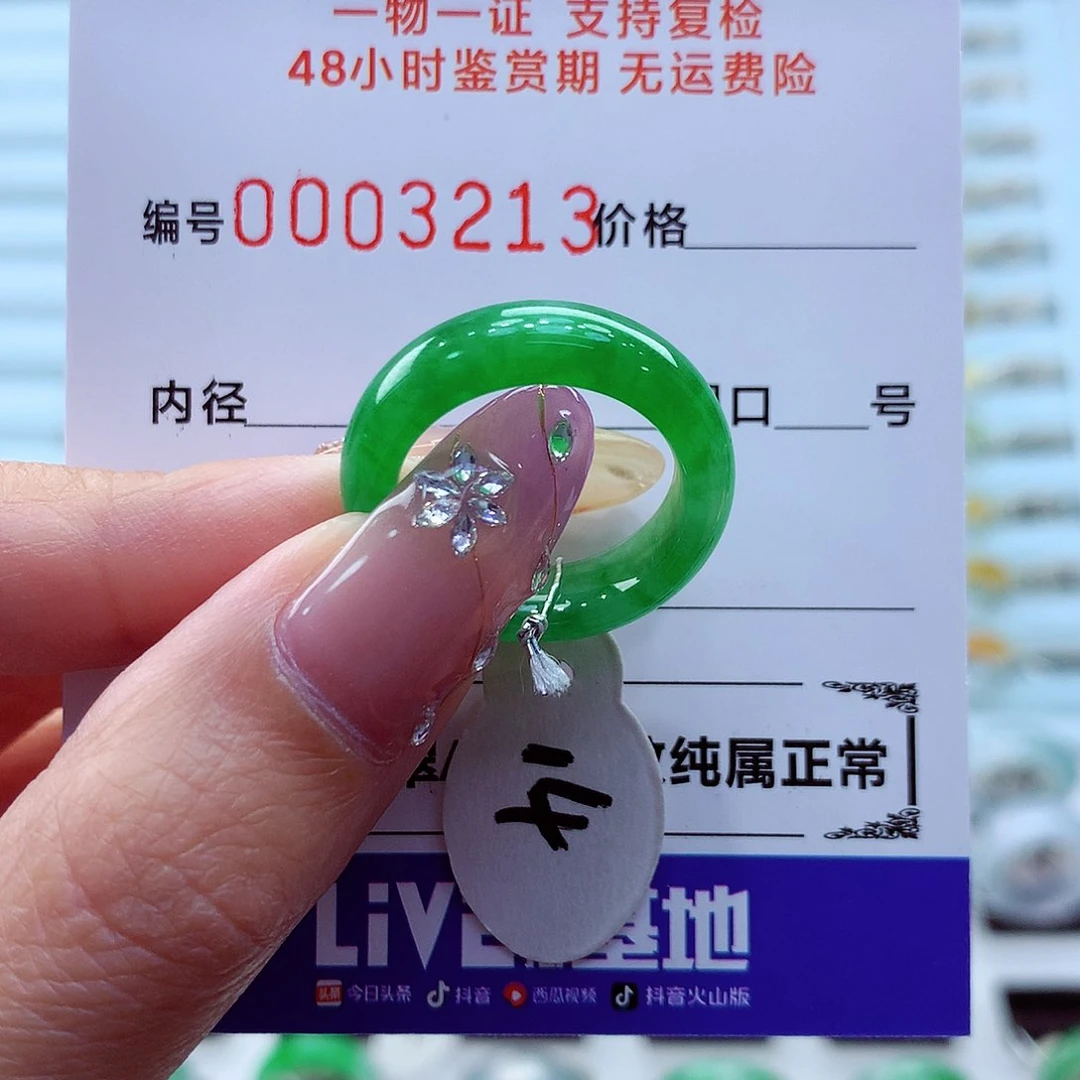 一物一证 支持复检
48小时鉴赏期 无运费险
编号0003213价格
内径 口 号
纯属正常
LiVE 基地
今日头条 抖音 西瓜视频 抖音火山版